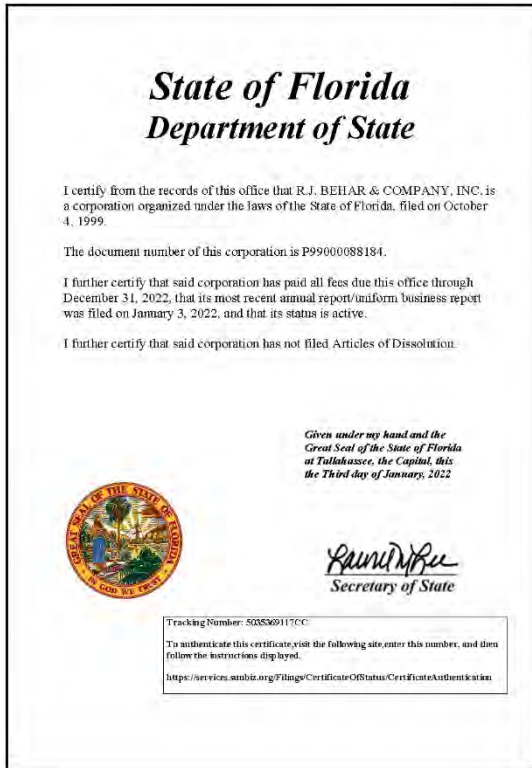 State of Florida
Department of State
I certify from the records of this office that R.J. BEHAR & COMPANY, INC. is
a corporation organized under the laws of the State of Florida, filed on October
4, 1999.
The document number of this corporation is P99000088184.
I further certify that said corporation has paid all fees due this office through
December 31, 2022, that its most recent annual report/uniform business report
was filed on January 3, 2022, and that its status is active.
I further certify that said corporation has not filed Articles of Dissolution.
Given under my hand and the
Great Seal of the State of Florida
at Tallahassee, the Capital, this
the Third day of January, 2022
GREAT SEAL OF THE STATE OF FLORIDA
IN GOD WE TRUST
Secretary of State
Tracking Number: 5035369117CC
To authenticate this certificate,visit the following site,enter this number, and then
follow the instructions displayed.
https://services.sunbiz.org/Filings/CertificateOfStatus/CertificateAuthentication